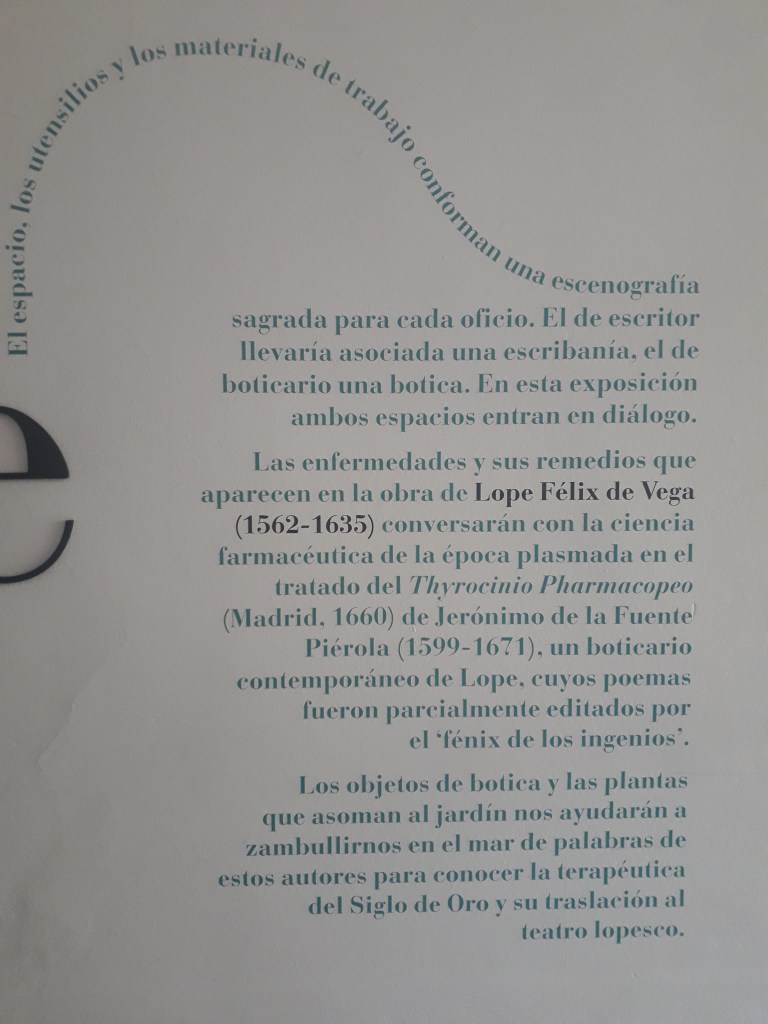 El espacio, los utensilios y los materiales de trabajo conforman una escenografía
sagrada para cada oficio. El de escritor
llevaría asociada una escribanía, el de
boticario una botica. En esta exposición
ambos espacios entran en diálogo.
Las enfermedades y sus remedios que
aparecen en la obra de Lope Félix de Vega
(1562-1635) conversarán con la ciencia
farmacéutica de la época plasmada en el
tratado del Thyrocinio Pharmacopeo
(Madrid, 1660) de Jerónimo de la Fuente
Piérola (1599-1671), un boticario
contemporáneo de Lope, cuyos poemas
fueron parcialmente editados por
el ‘fénix de los ingenios’.
Los objetos de botica y las plantas
que asoman al jardín nos ayudarán a
zambullirnos en el mar de palabras de
estos autores para conocer la terapéutica
del Siglo de Oro y su traslación al
teatro lopesco.
e